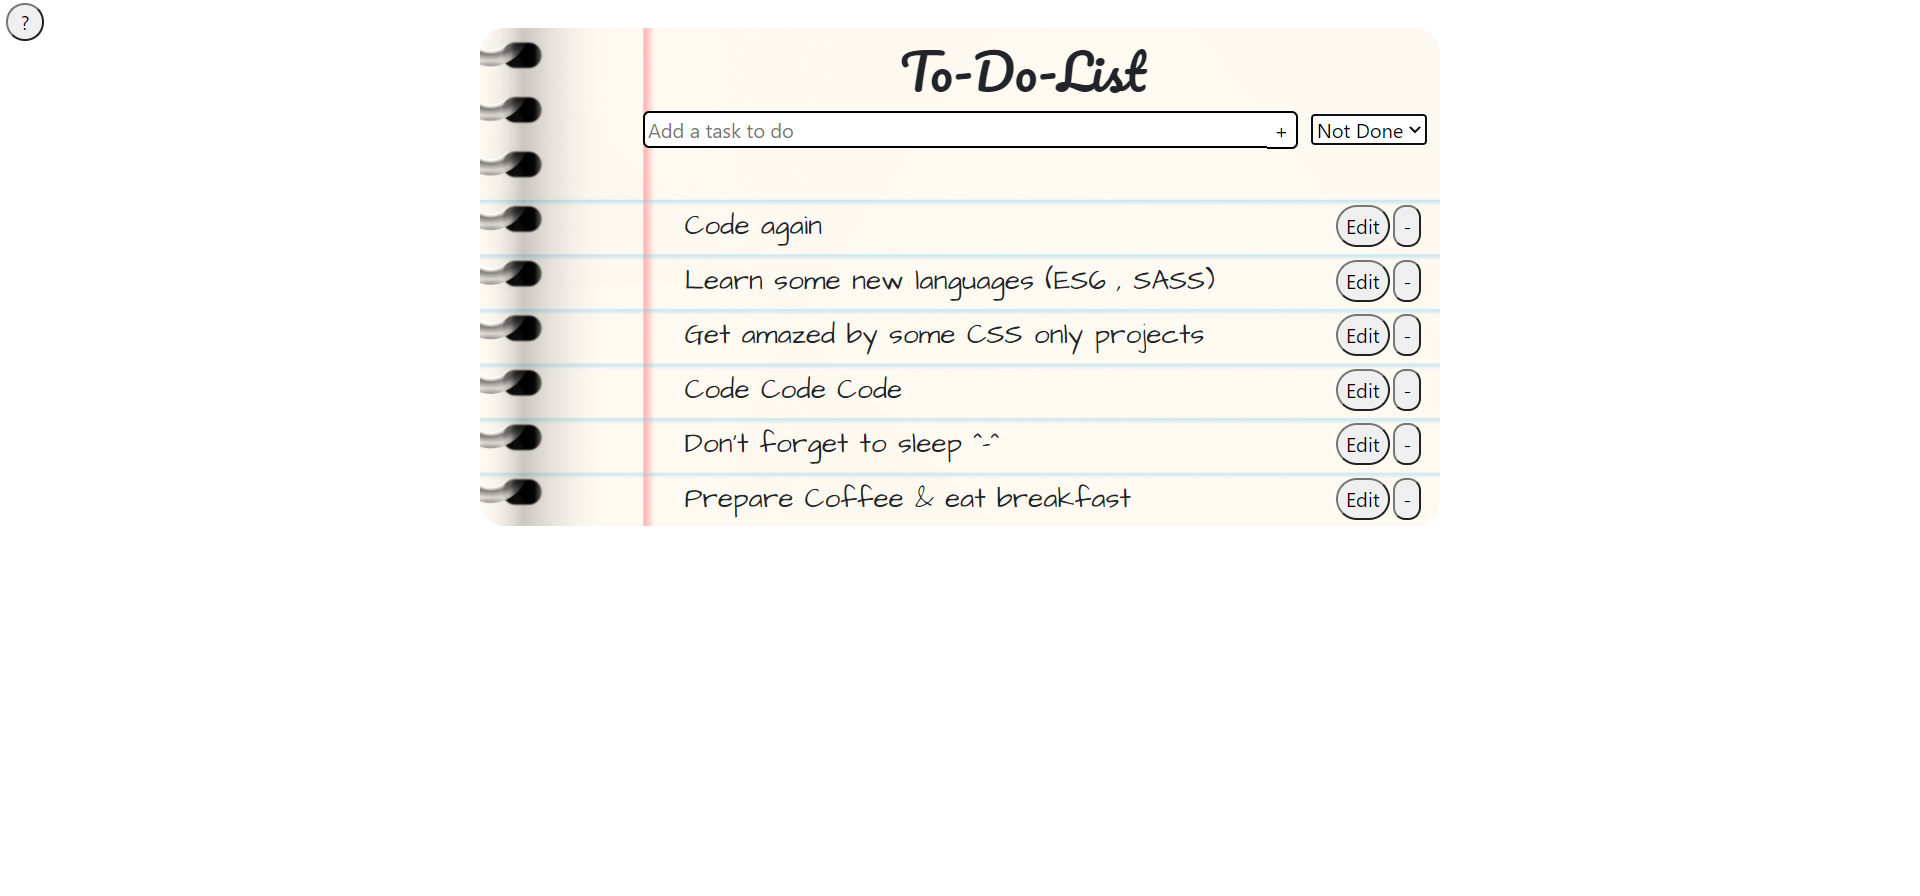 ?
To-Do-List
Add a task to do + Not Done
Code again Edit -
Learn some new languages (ES6 , SASS) Edit -
Get amazed by some CSS only projects Edit -
Code Code Code Edit -
Don't forget to sleep ^-^ Edit -
Prepare Coffee & eat breakfast Edit -